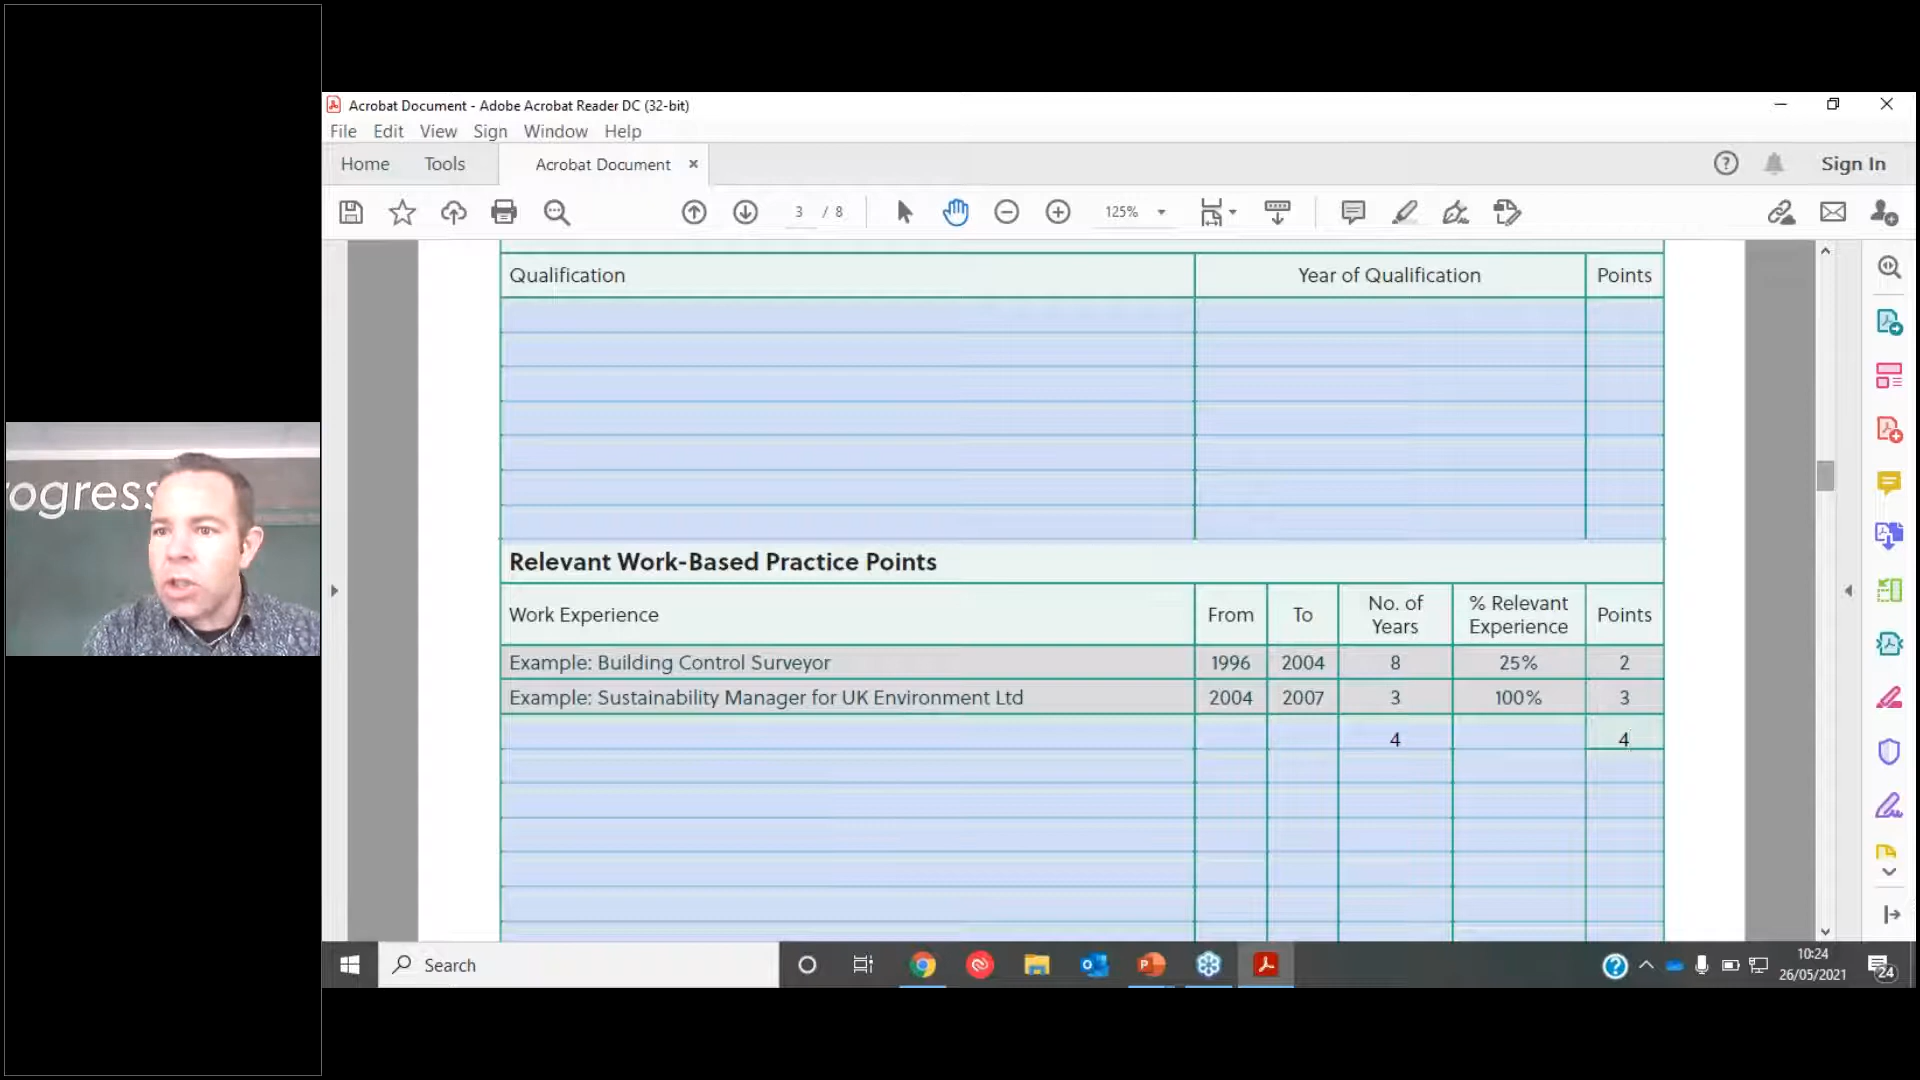 Acrobat Document - Adobe Acrobat Reader DC (32-bit)
File Edit View Sign Window Help
Home Tools Acrobat Document × Sign In
3 / 8 125%
Qualification Year of Qualification Points
ogress
Relevant Work-Based Practice Points
Work Experience From To No. of Years % Relevant Experience Points
Example: Building Control Surveyor 1996 2004 8 25% 2
Example: Sustainability Manager for UK Environment Ltd 2004 2007 3 100% 3
4 4
Search
10:24
26/05/2021
24